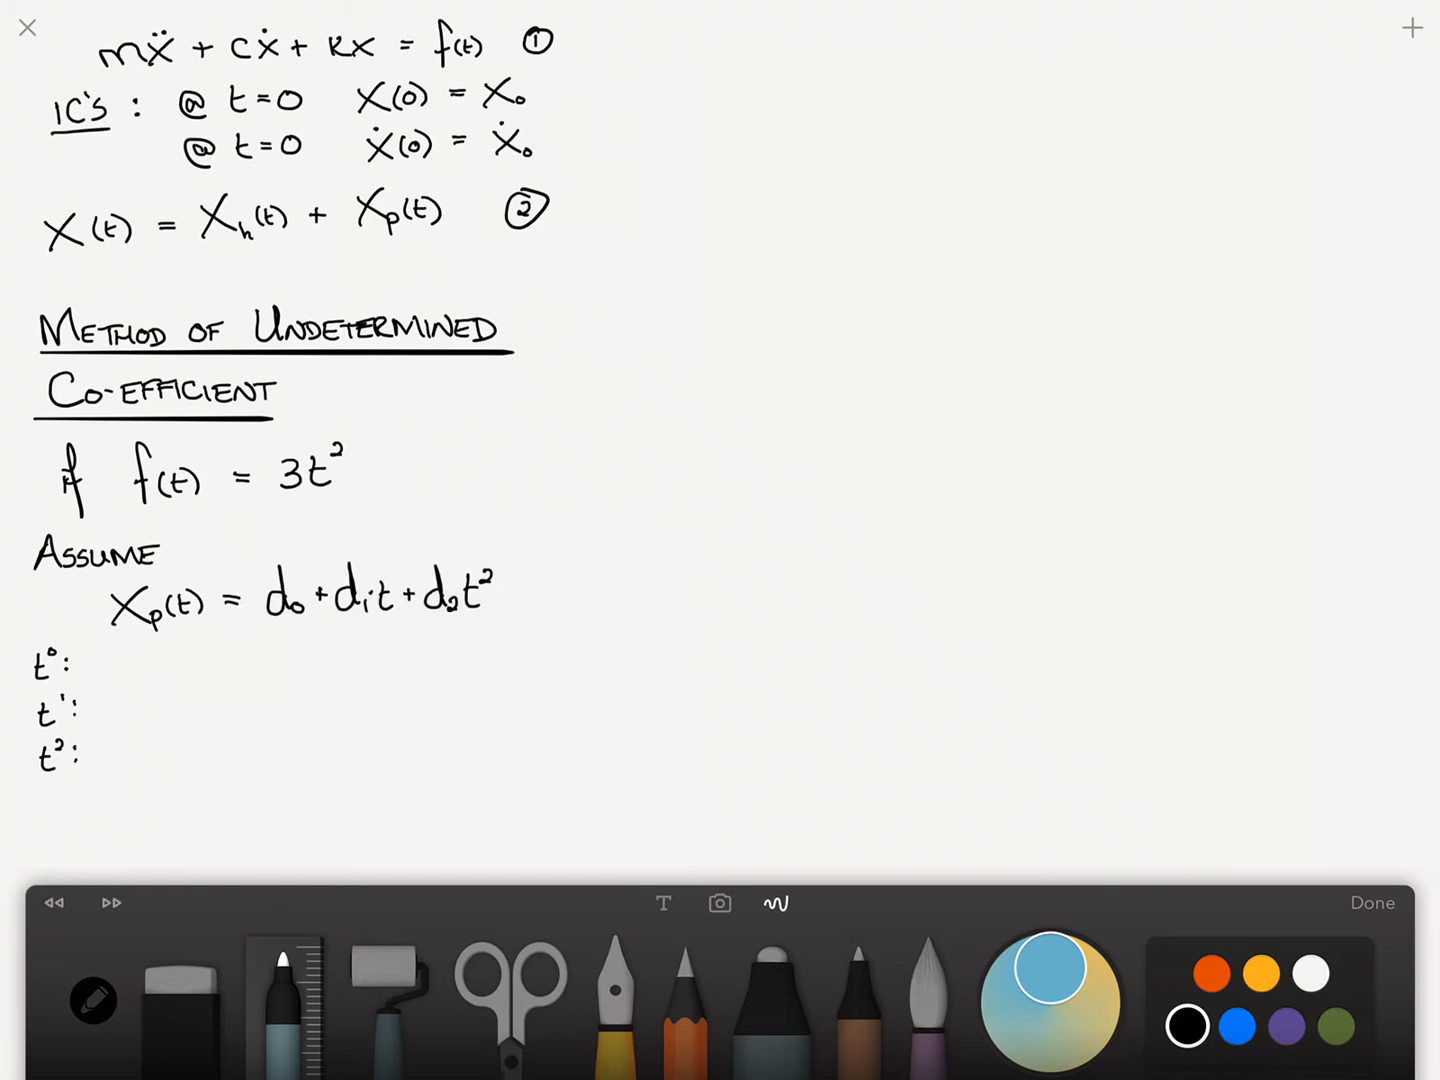 mẍ + cẋ + kx = f(t) ①
IC's : @ t=0 x(0) = x₀
@ t=0 ẋ(0) = ẋ₀
x(t) = xₕ(t) + xₚ(t) ②
METHOD OF UNDETERMINED
CO-EFFICIENT
if f(t) = 3t²
ASSUME
xₚ(t) = d₀ + d₁t + d₂t²
t⁰:
t¹:
t²:
T Done